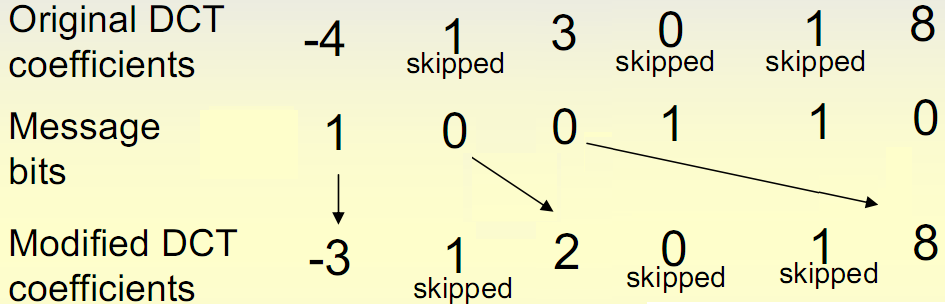 Original DCT coefficients -4 1 3 0 1 8
skipped skipped skipped
Message bits 1 0 0 1 1 0
Modified DCT coefficients -3 1 2 0 1 8
skipped skipped skipped